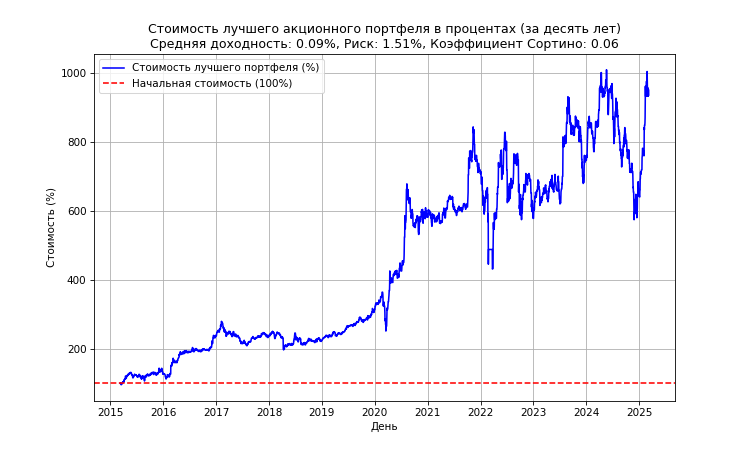 Стоимость лучшего акционного портфеля в процентах (за десять лет)
Средняя доходность: 0.09%, Риск: 1.51%, Коэффициент Сортино: 0.06
Стоимость лучшего портфеля (%)
Начальная стоимость (100%)
Стоимость (%)
1000
800
600
400
200
2015 2016 2017 2018 2019 2020 2021 2022 2023 2024 2025
День